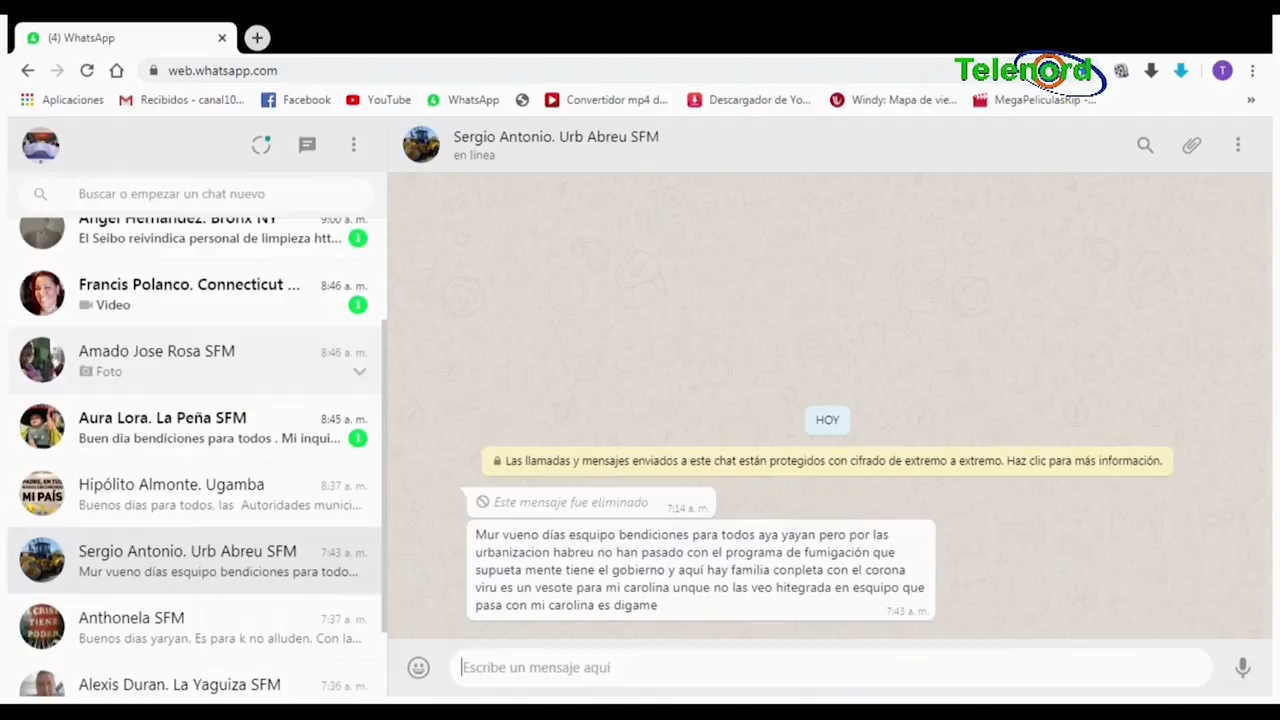 (4) WhatsApp
web.whatsapp.com
Telenord
T
Aplicaciones
Recibidos - canal10...
Facebook
YouTube
WhatsApp
Convertidor mp4 d...
Descargador de Yo...
Windy: Mapa de vie...
MegaPeliculasRip -...
»
Buscar o empezar un chat nuevo
Angel Hernandez. Bronx NY
9:00 a. m.
El Seibo reivindica personal de limpieza htt...
1
Francis Polanco. Connecticut ...
8:46 a. m.
Video
1
Amado Jose Rosa SFM
8:46 a. m.
Foto
Aura Lora. La Peña SFM
8:45 a. m.
Buen dia bendiciones para todos . Mi inqui...
1
Hipólito Almonte. Ugamba
8:37 a. m.
Buenos días para todos, las Autoridades munici...
MI PAÍS
Sergio Antonio. Urb Abreu SFM
7:43 a. m.
Mur vueno días esquipo bendiciones para todo...
Anthonela SFM
7:37 a. m.
Buenos dias yaryan. Es para k no alluden. Con la...
CRISTO
TIENE
PODER
Alexis Duran. La Yaguiza SFM
7:36 a. m.
Sergio Antonio. Urb Abreu SFM
en línea
HOY
Las llamadas y mensajes enviados a este chat están protegidos con cifrado de extremo a extremo. Haz clic para más información.
Este mensaje fue eliminado
7:14 a. m.
Mur vueno días esquipo bendiciones para todos aya yayan pero por las
urbanizacion habreu no han pasado con el programa de fumigación que
supueta mente tiene el gobierno y aquí hay familia conpleta con el corona
viru es un vesote para mi carolina unque no las veo hitegrada en esquipo que
pasa con mi carolina es digame
7:43 a. m.
Escribe un mensaje aquí